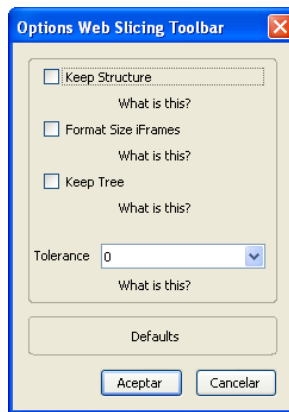 Options Web Slicing Toolbar
Keep Structure
What is this?
Format Size iFrames
What is this?
Keep Tree
What is this?
Tolerance 0
What is this?
Defaults
Aceptar Cancelar